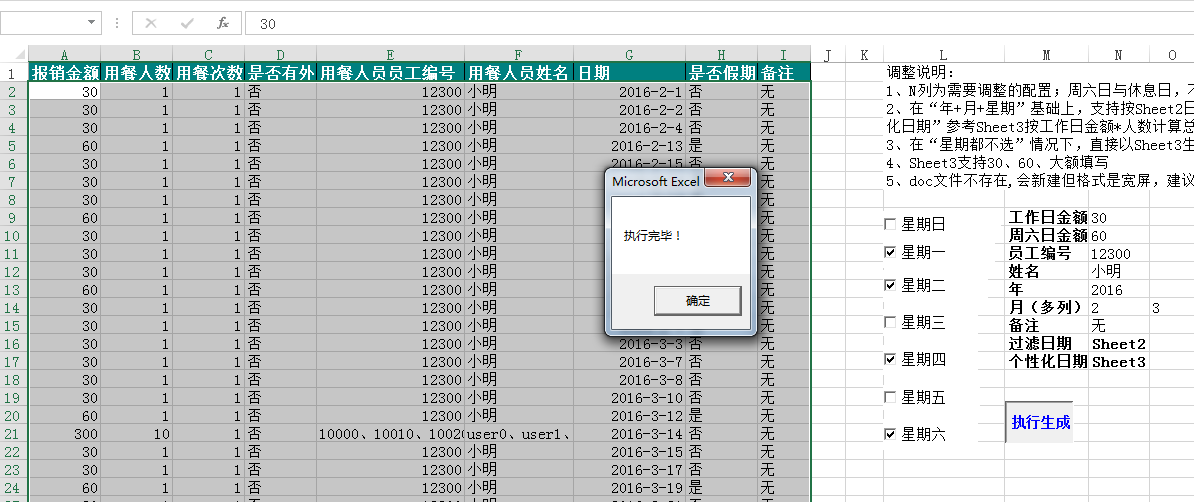 fx 30
A B C D E F G H I J K L M N O
1 报销金额 用餐人数 用餐次数 是否有外 用餐人员员工编号 用餐人员姓名 日期 是否假期 备注
2 30 1 1 否 12300 小明 2016-2-1 否 无
3 30 1 1 否 12300 小明 2016-2-2 否 无
4 30 1 1 否 12300 小明 2016-2-4 否 无
5 60 1 1 否 12300 小明 2016-2-13 是 无
6 30 1 1 否 12300 小明 2016-2-15 否 无
7 30 1 1 否 12300 小明 无
8 30 1 1 否 12300 小明 无
9 60 1 1 否 12300 小明 无
10 30 1 1 否 12300 小明 无
11 30 1 1 否 12300 小明 无
12 30 1 1 否 12300 小明 无
13 60 1 1 否 12300 小明 无
14 30 1 1 否 12300 小明 无
15 30 1 1 否 12300 小明 无
16 30 1 1 否 12300 小明 2016-3-3 否 无
17 30 1 1 否 12300 小明 2016-3-7 否 无
18 30 1 1 否 12300 小明 2016-3-8 否 无
19 30 1 1 否 12300 小明 2016-3-10 否 无
20 60 1 1 否 12300 小明 2016-3-12 是 无
21 300 10 1 否 10000、10010、10020 user0、user1、 2016-3-14 否 无
22 30 1 1 否 12300 小明 2016-3-15 否 无
23 30 1 1 否 12300 小明 2016-3-17 否 无
24 60 1 1 否 12300 小明 2016-3-19 是 无
Microsoft Excel
执行完毕！
确定
调整说明：
1、N列为需要调整的配置；周六日与休息日，
2、在“年+月+星期”基础上，支持按Sheet2日
化日期”参考Sheet3按工作日金额*人数计算总
3、在“星期都不选”情况下，直接以Sheet3生
4、Sheet3支持30、60、大额填写
5、doc文件不存在,会新建但格式是宽屏，建议
星期日
星期一
星期二
星期三
星期四
星期五
星期六
工作日金额 30
周六日金额 60
员工编号 12300
姓名 小明
年 2016
月（多列） 2 3
备注 无
过滤日期 Sheet2
个性化日期 Sheet3
执行生成